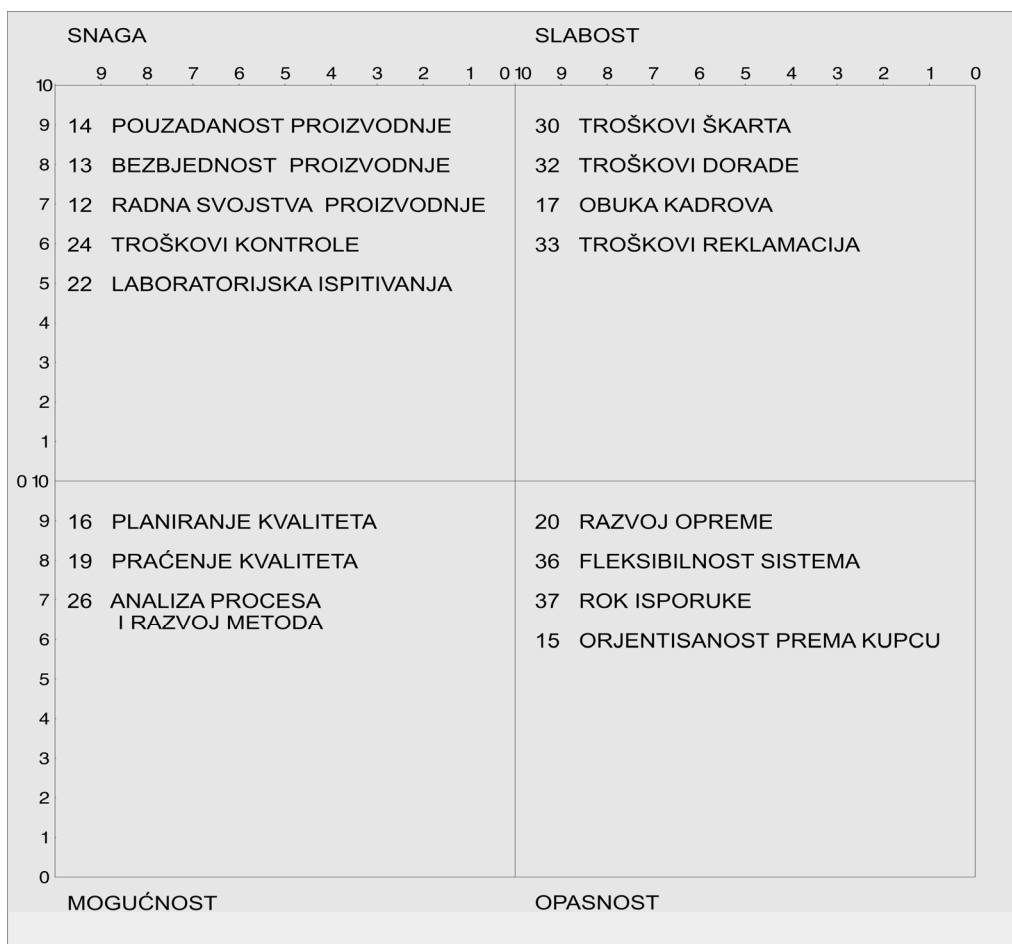 SNAGA SLABOST
9 8 7 6 5 4 3 2 1 0 10 9 8 7 6 5 4 3 2 1 0
10
9 14 POUZADANOST PROIZVODNJE 30 TROŠKOVI ŠKARTA
8 13 BEZBJEDNOST PROIZVODNJE 32 TROŠKOVI DORADE
7 12 RADNA SVOJSTVA PROIZVODNJE 17 OBUKA KADROVA
6 24 TROŠKOVI KONTROLE 33 TROŠKOVI REKLAMACIJA
5 22 LABORATORIJSKA ISPITIVANJA
4
3
2
1
0 10
9 16 PLANIRANJE KVALITETA 20 RAZVOJ OPREME
8 19 PRAĆENJE KVALITETA 36 FLEKSIBILNOST SISTEMA
7 26 ANALIZA PROCESA 37 ROK ISPORUKE
I RAZVOJ METODA
6 15 ORJENTISANOST PREMA KUPCU
5
4
3
2
1
0
MOGUĆNOST OPASNOST